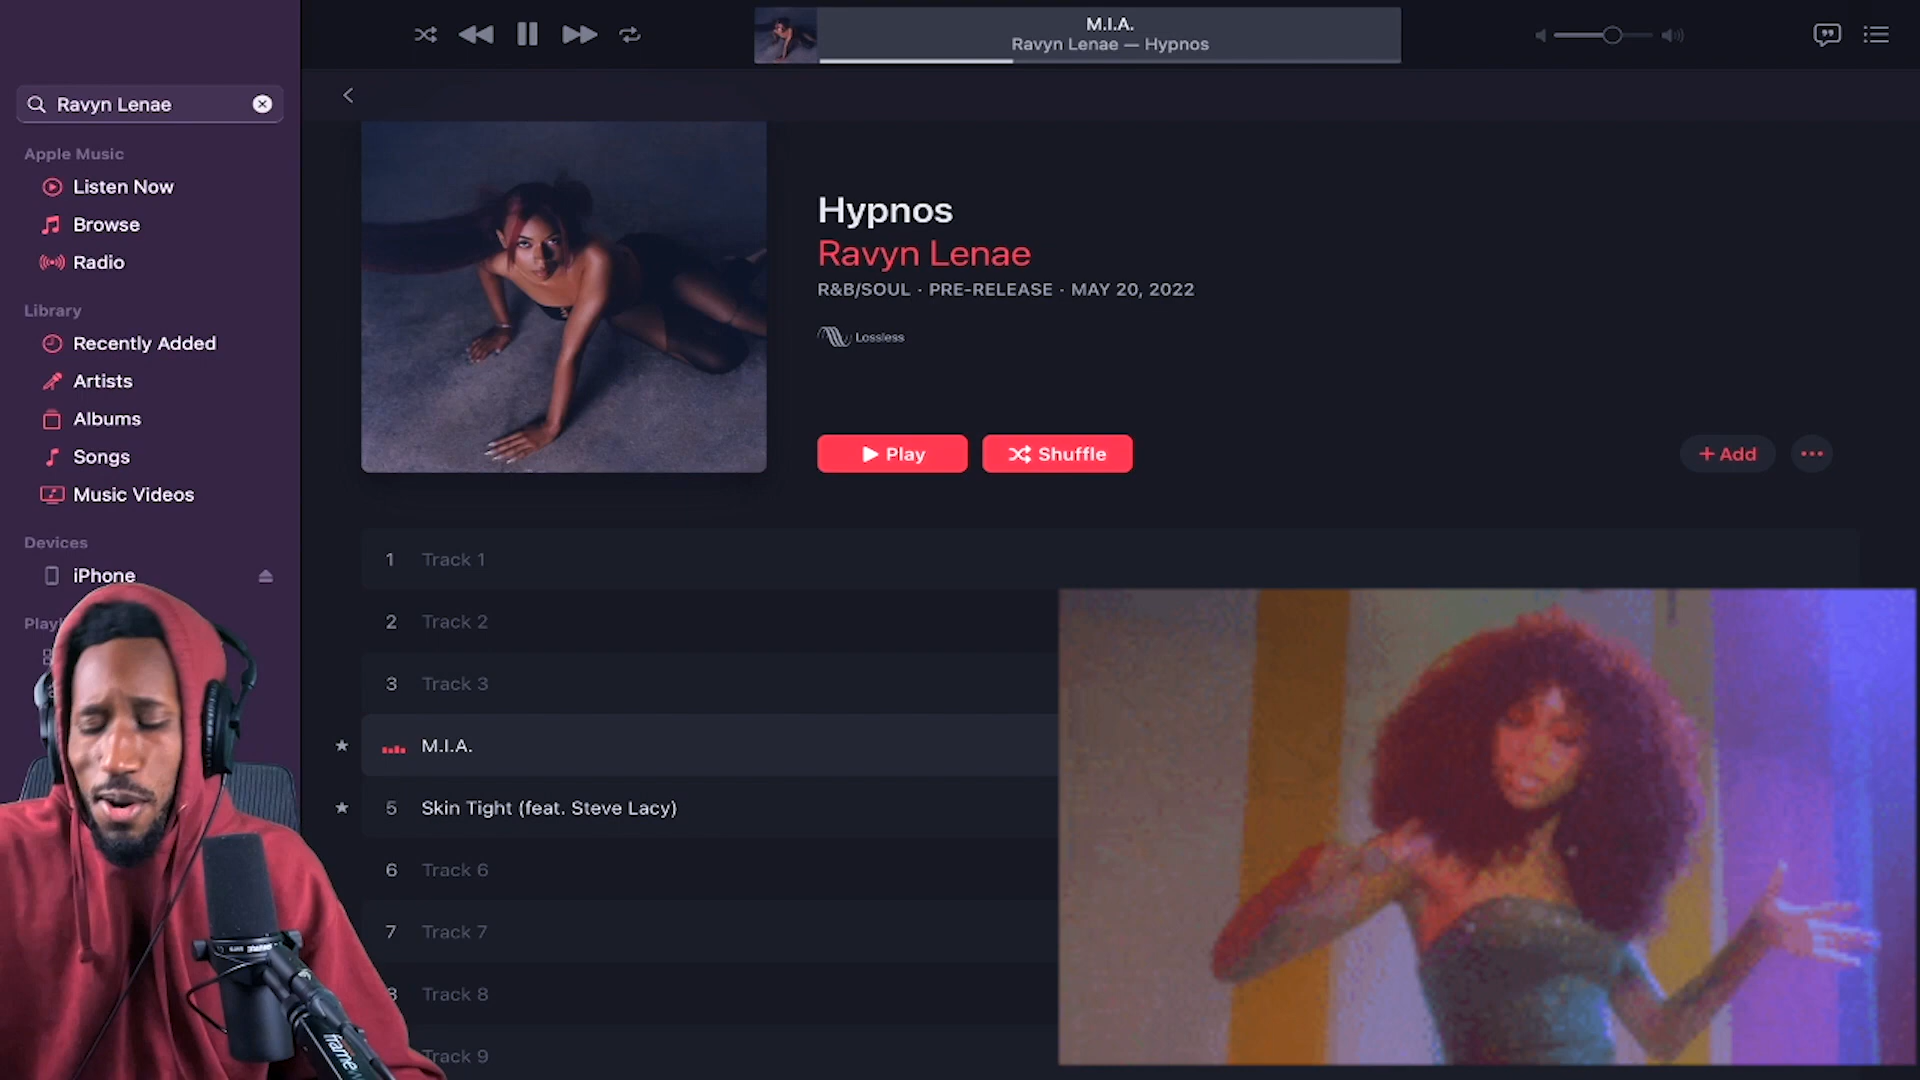 M.I.A.
Ravyn Lenae — Hypnos
Ravyn Lenae
Apple Music
Listen Now
Browse
Radio
Library
Recently Added
Artists
Albums
Songs
Music Videos
Devices
iPhone
Hypnos
Ravyn Lenae
R&B/SOUL · PRE-RELEASE · MAY 20, 2022
Lossless
Play
Shuffle
+ Add
1 Track 1
2 Track 2
3 Track 3
★ M.I.A.
★ 5 Skin Tight (feat. Steve Lacy)
6 Track 6
7 Track 7
8 Track 8
Track 9